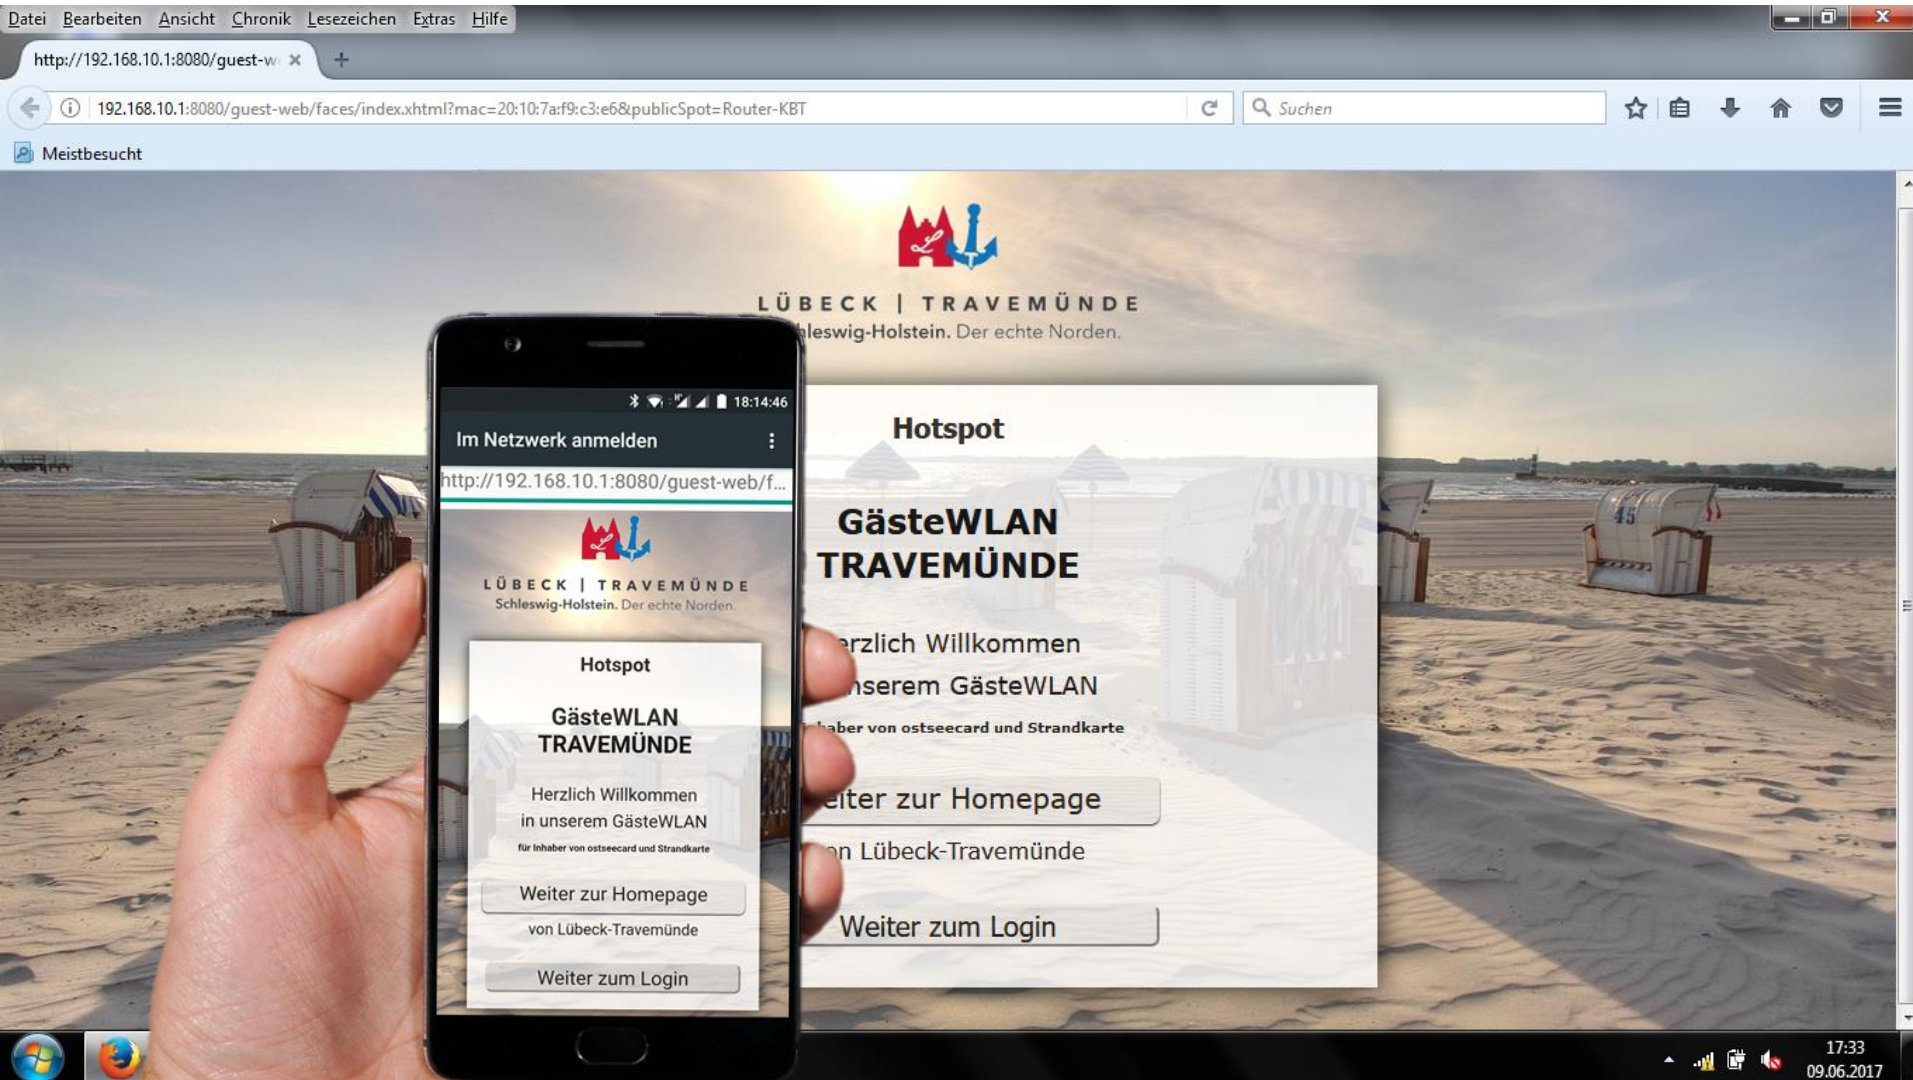 Datei Bearbeiten Ansicht Chronik Lesezeichen Extras Hilfe
http://192.168.10.1:8080/guest-w
192.168.10.1:8080/guest-web/faces/index.xhtml?mac=20:10:7a:f9:c3:e6&publicSpot=Router-KBT
Suchen
Meistbesucht
LÜBECK | TRAVEMÜNDE
hleswig-Holstein. Der echte Norden.
Hotspot
GästeWLAN
TRAVEMÜNDE
erzlich Willkommen
nserem GästeWLAN
haber von ostseecard und Strandkarte
eiter zur Homepage
on Lübeck-Travemünde
Weiter zum Login
45
18:14:46
Im Netzwerk anmelden
http://192.168.10.1:8080/guest-web/f...
LÜBECK | TRAVEMÜNDE
Schleswig-Holstein. Der echte Norden.
Hotspot
GästeWLAN
TRAVEMÜNDE
Herzlich Willkommen
in unserem GästeWLAN
für Inhaber von ostseecard und Strandkarte
Weiter zur Homepage
von Lübeck-Travemünde
Weiter zum Login
17:33
09.06.2017